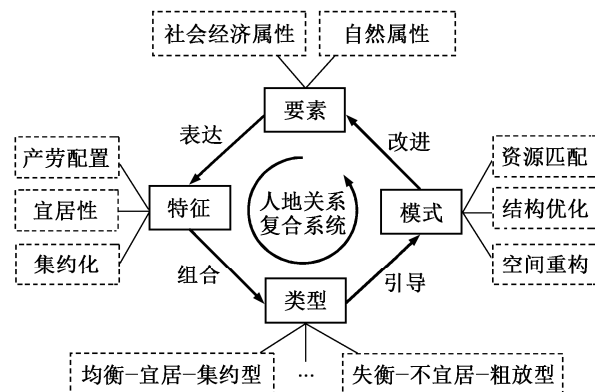 社会经济属性
自然属性
要素
表达
改进
产劳配置
宜居性
集约化
特征
人地关系
复合系统
模式
资源匹配
结构优化
空间重构
组合
引导
类型
均衡-宜居-集约型
...
失衡-不宜居-粗放型